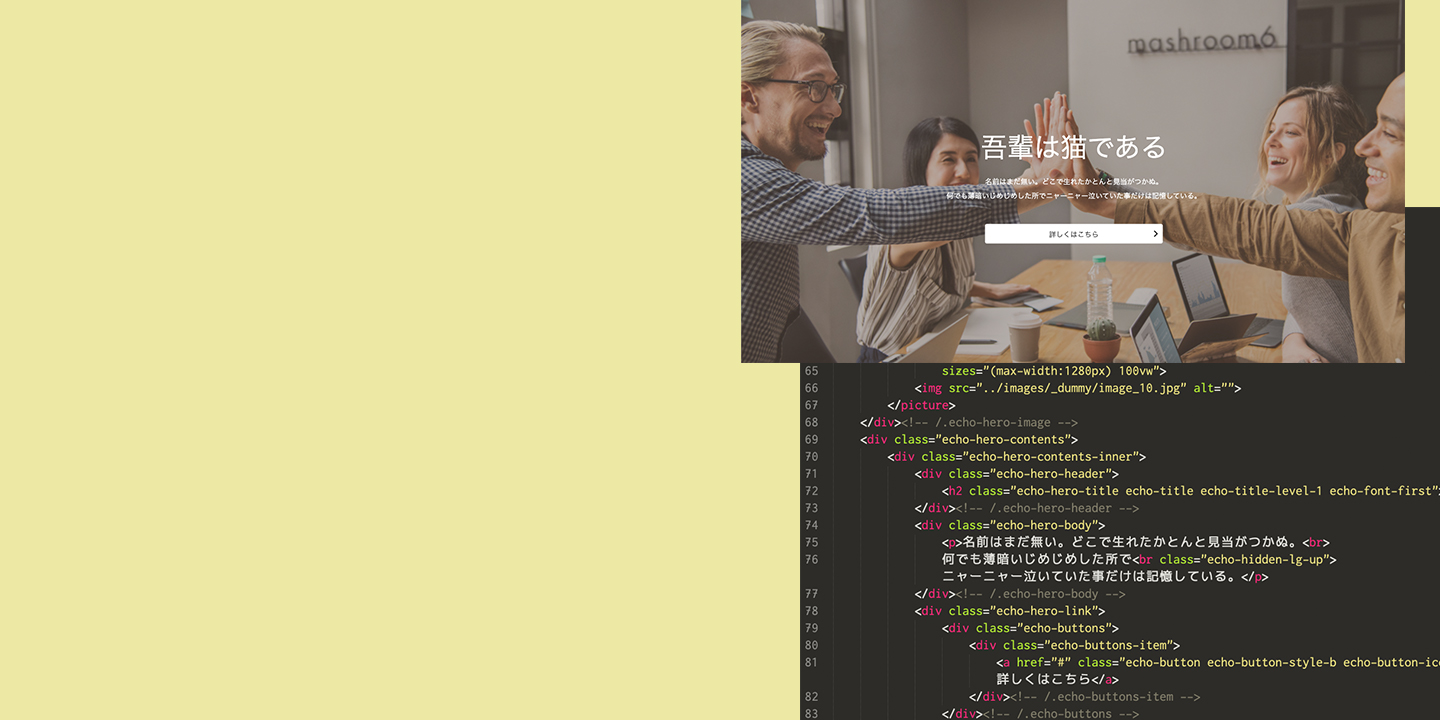 mashroom6
吾輩は猫である
名前はまだ無い。どこで生れたかとんと見当がつかぬ。
何でも薄暗いじめじめした所でニャーニャー泣いていた事だけは記憶している。
詳しくはこちら
65 sizes="(max-width:1280px) 100vw">
66 <img src="../images/_dummy/image_10.jpg" alt="">
67 </picture>
68 </div><!-- /.echo-hero-image -->
69 <div class="echo-hero-contents">
70 <div class="echo-hero-contents-inner">
71 <div class="echo-hero-header">
72 <h2 class="echo-hero-title echo-title echo-title-level-1 echo-font-first"
73 </div><!-- /.echo-hero-header -->
74 <div class="echo-hero-body">
75 <p>名前はまだ無い。どこで生れたかとんと見当がつかぬ。<br>
76 何でも薄暗いじめじめした所で<br class="echo-hidden-lg-up">
ニャーニャー泣いていた事だけは記憶している。</p>
77 </div><!-- /.echo-hero-body -->
78 <div class="echo-hero-link">
79 <div class="echo-buttons">
80 <div class="echo-buttons-item">
81 <a href="#" class="echo-button echo-button-style-b echo-button-ic
詳しくはこちら</a>
82 </div><!-- /.echo-buttons-item -->
83 </div><!-- /.echo-buttons -->